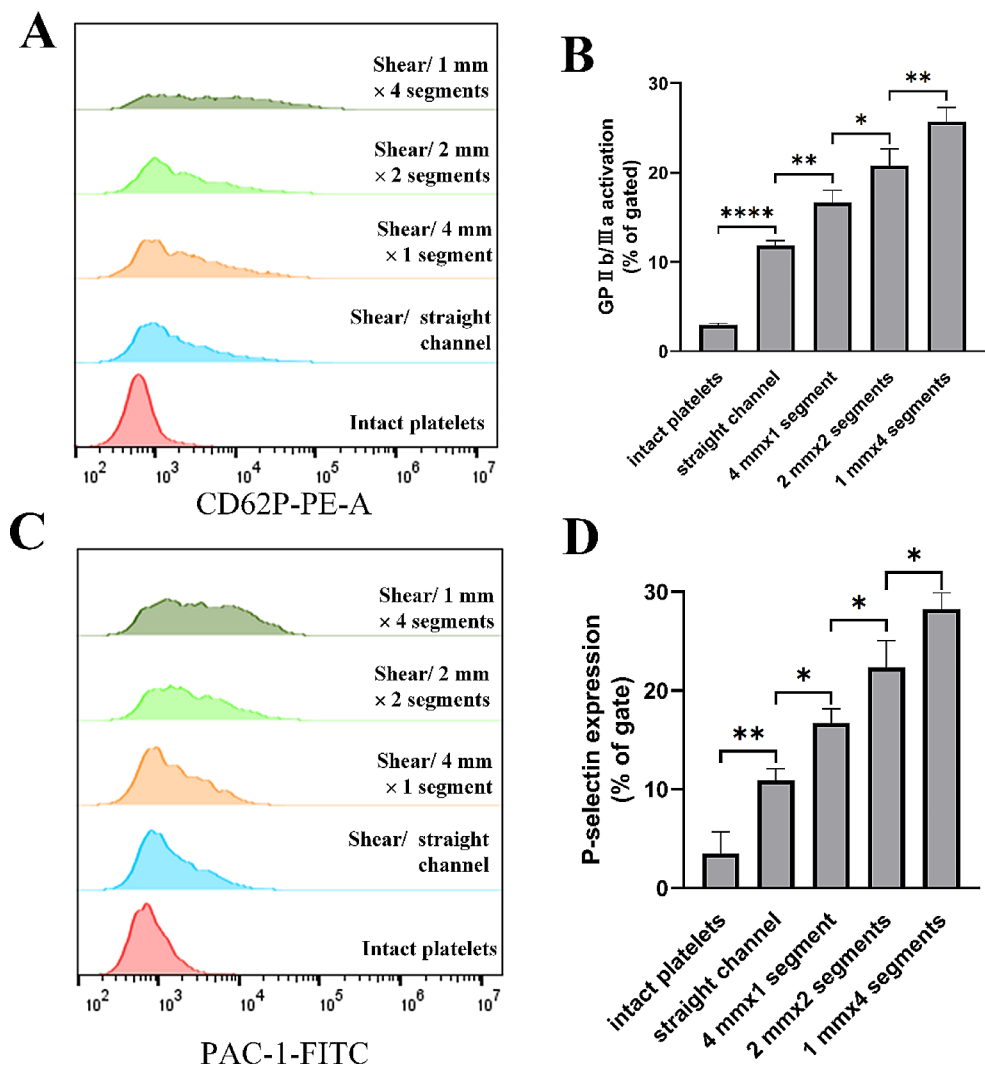 A
Shear/ 1 mm
× 4 segments
Shear/ 2 mm
× 2 segments
Shear/ 4 mm
× 1 segment
Shear/ straight
channel
Intact platelets
10² 10³ 10⁴ 10⁵ 10⁶ 10⁷
CD62P-PE-A
B
GP Ⅱ b/Ⅲa activation
(% of gated)
30
20
10
0
****
**
*
**
intact platelets
straight channel
4 mmx1 segment
2 mmx2 segments
1 mmx4 segments
C
Shear/ 1 mm
× 4 segments
Shear/ 2 mm
× 2 segments
Shear/ 4 mm
× 1 segment
Shear/ straight
channel
Intact platelets
10² 10³ 10⁴ 10⁵ 10⁶ 10⁷
PAC-1-FITC
D
P-selectin expression
(% of gate)
30
20
10
0
**
*
*
*
intact platelets
straight channel
4 mmx1 segment
2 mmx2 segments
1 mmx4 segments